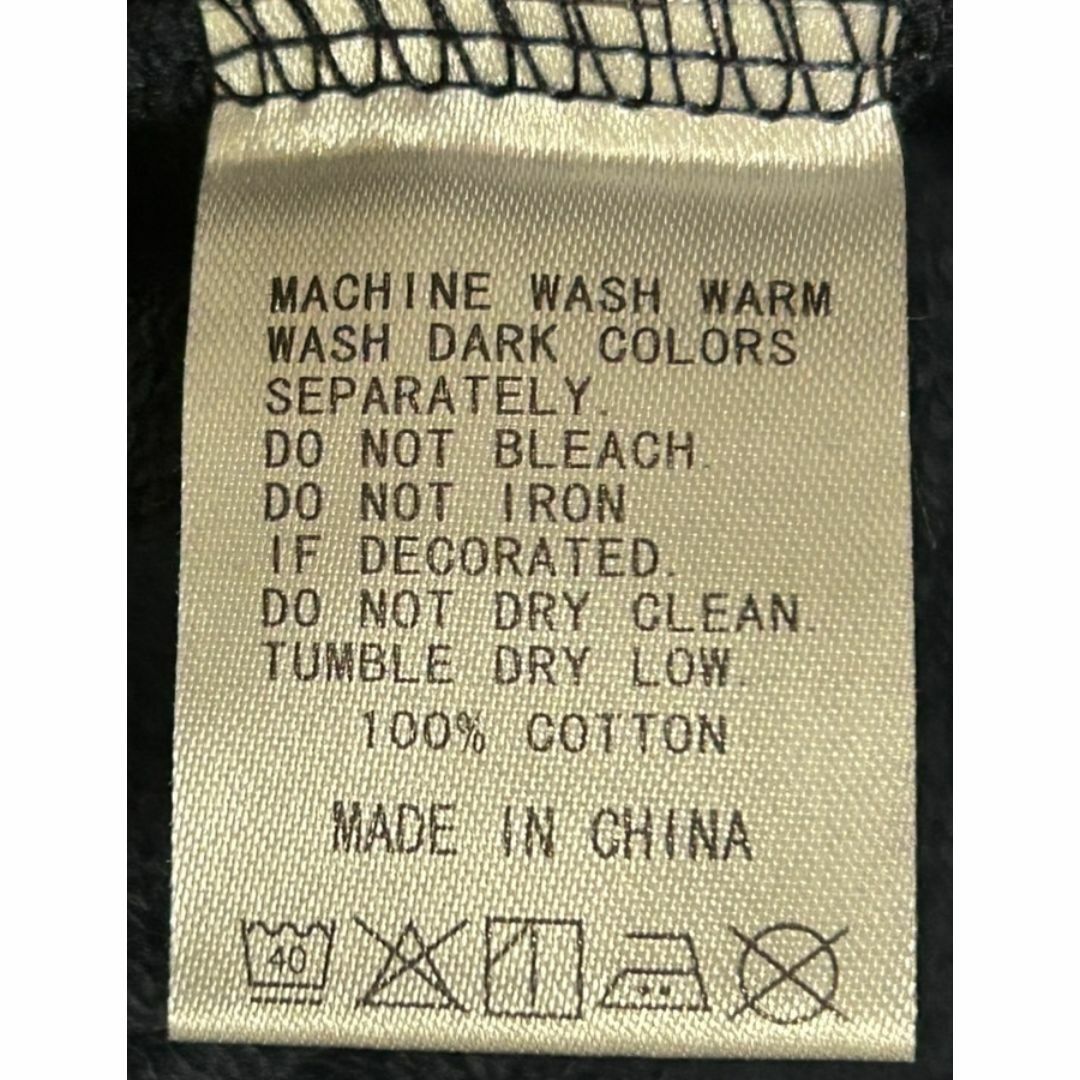 MACHINE WASH WARM
WASH DARK COLORS
SEPARATELY.
DO NOT BLEACH.
DO NOT IRON
IF DECORATED.
DO NOT DRY CLEAN.
TUMBLE DRY LOW.
100% COTTON
MADE IN CHINA
40